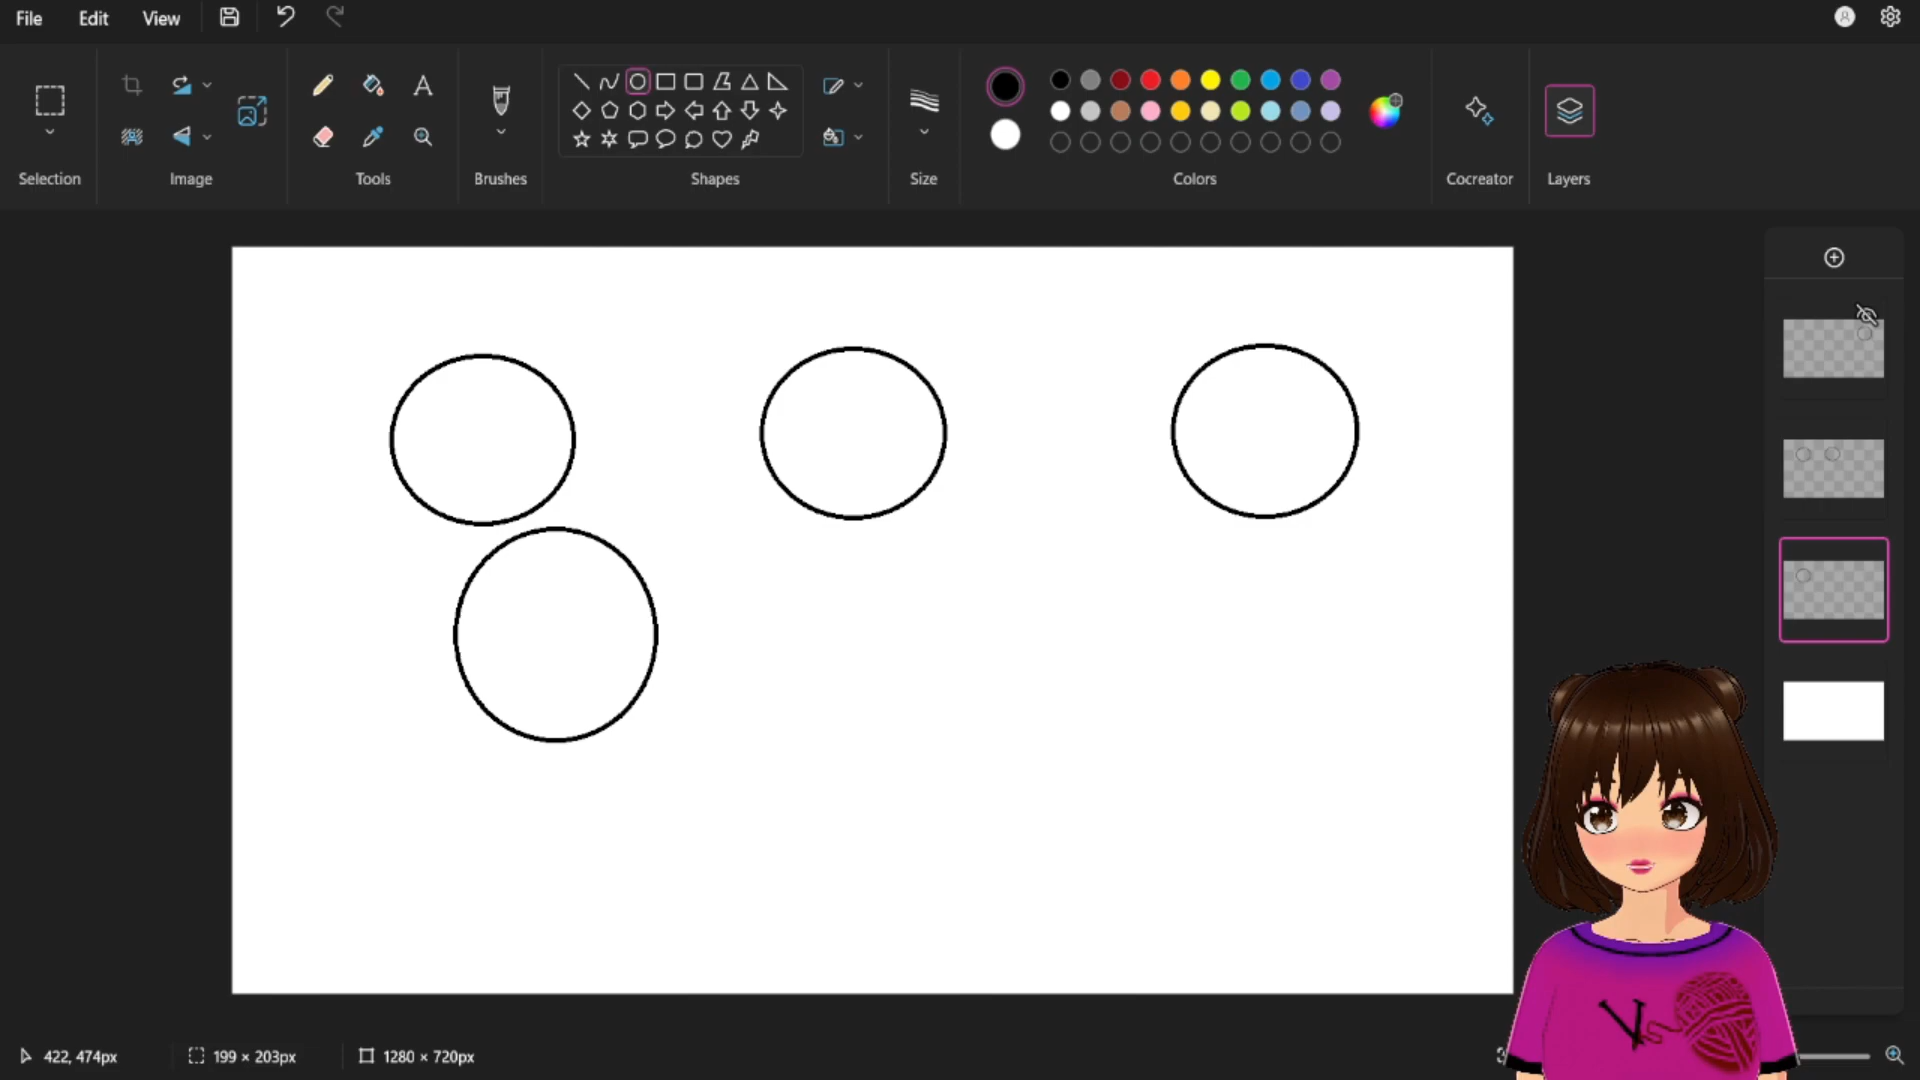 File Edit View
Selection Image Tools Brushes Shapes Size Colors Cocreator Layers
422, 474px 199 × 203px 1280 × 720px